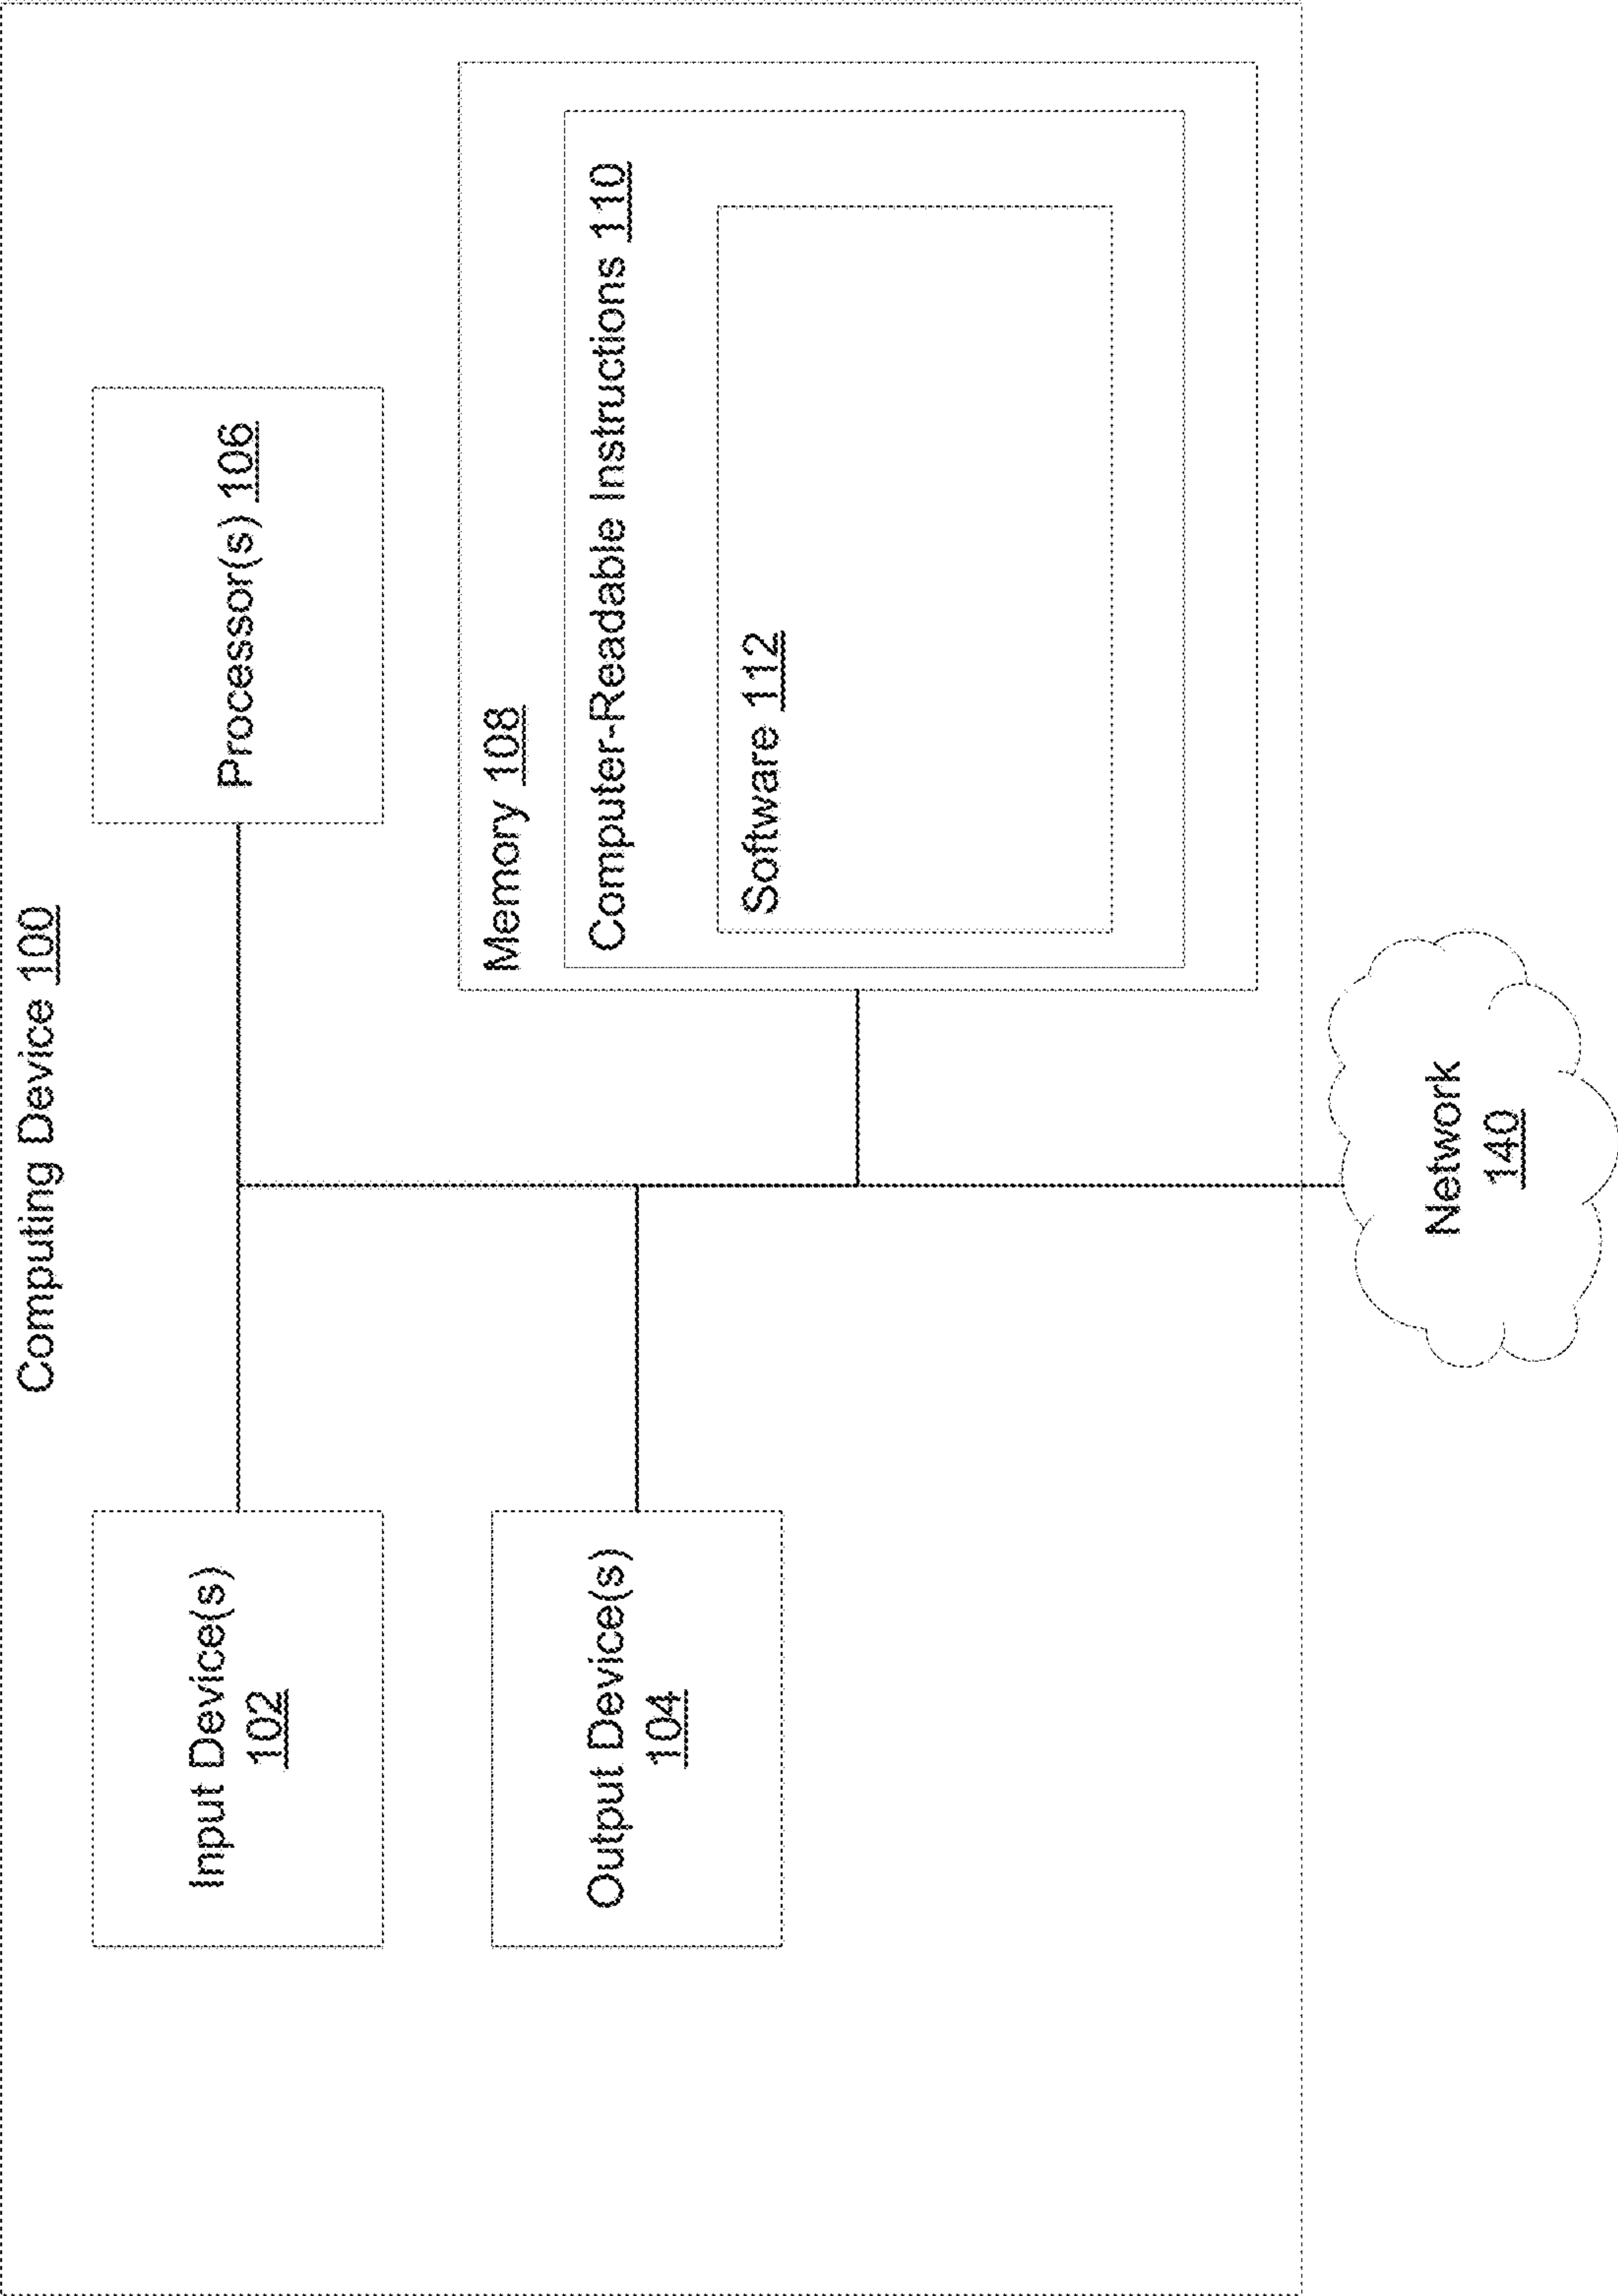 Computing Device 100
Input Device(s)
102
Processor(s) 106
Output Device(s)
104
Memory 108
Computer-Readable Instructions 110
Software 112
Network
140